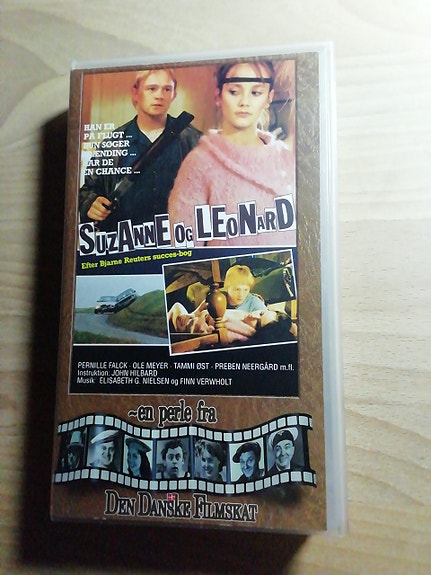 HAN ER
PÅ FLUGT ...
HUN SØGER
SPÆNDING ...
HAR DE
EN CHANCE ...
SUZANNE OG LEONARD
Efter Bjarne Reuters succes-bog
PERNILLE FALCK · OLE MEYER · TAMMI ØST · PREBEN NEERGÅRD m.fl.
Instruktion: JOHN HILBARD
Musik: ELISABETH G. NIELSEN og FINN VERWHOLT
~en perle fra
DEN DANSKE FILMSKAT